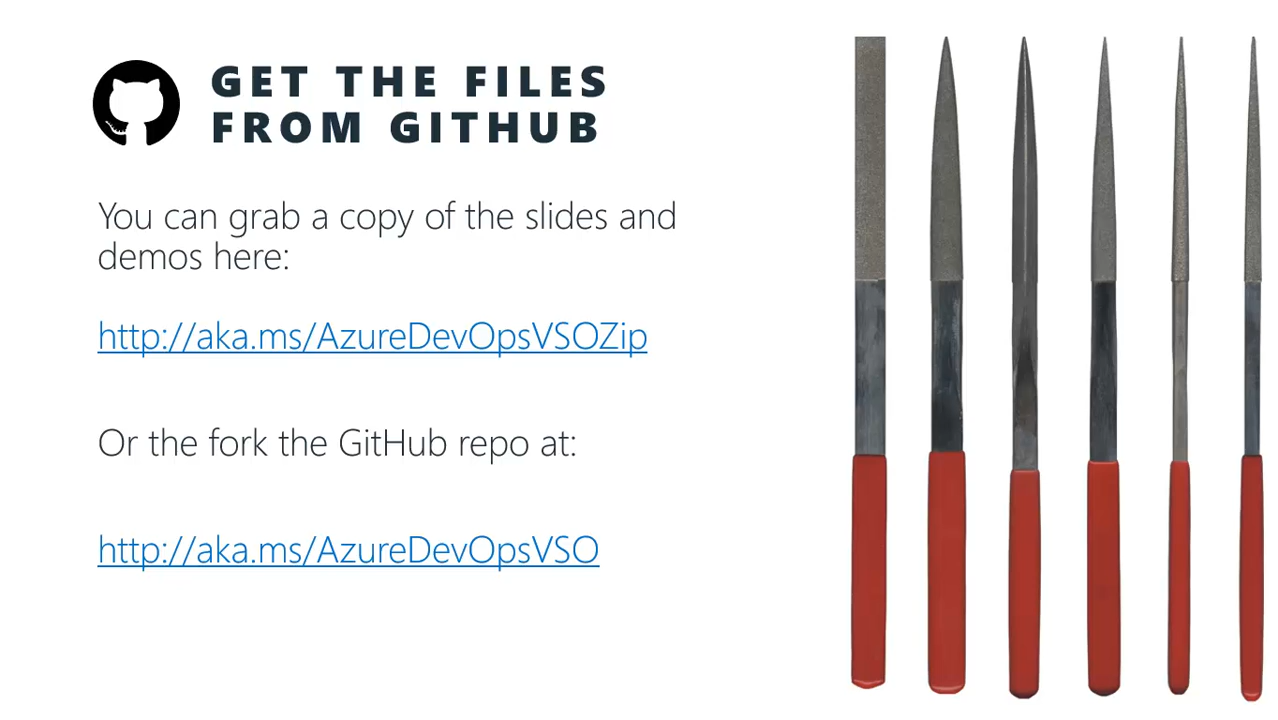 GET THE FILES
FROM GITHUB
You can grab a copy of the slides and
demos here:
http://aka.ms/AzureDevOpsVSOZip
Or the fork the GitHub repo at:
http://aka.ms/AzureDevOpsVSO